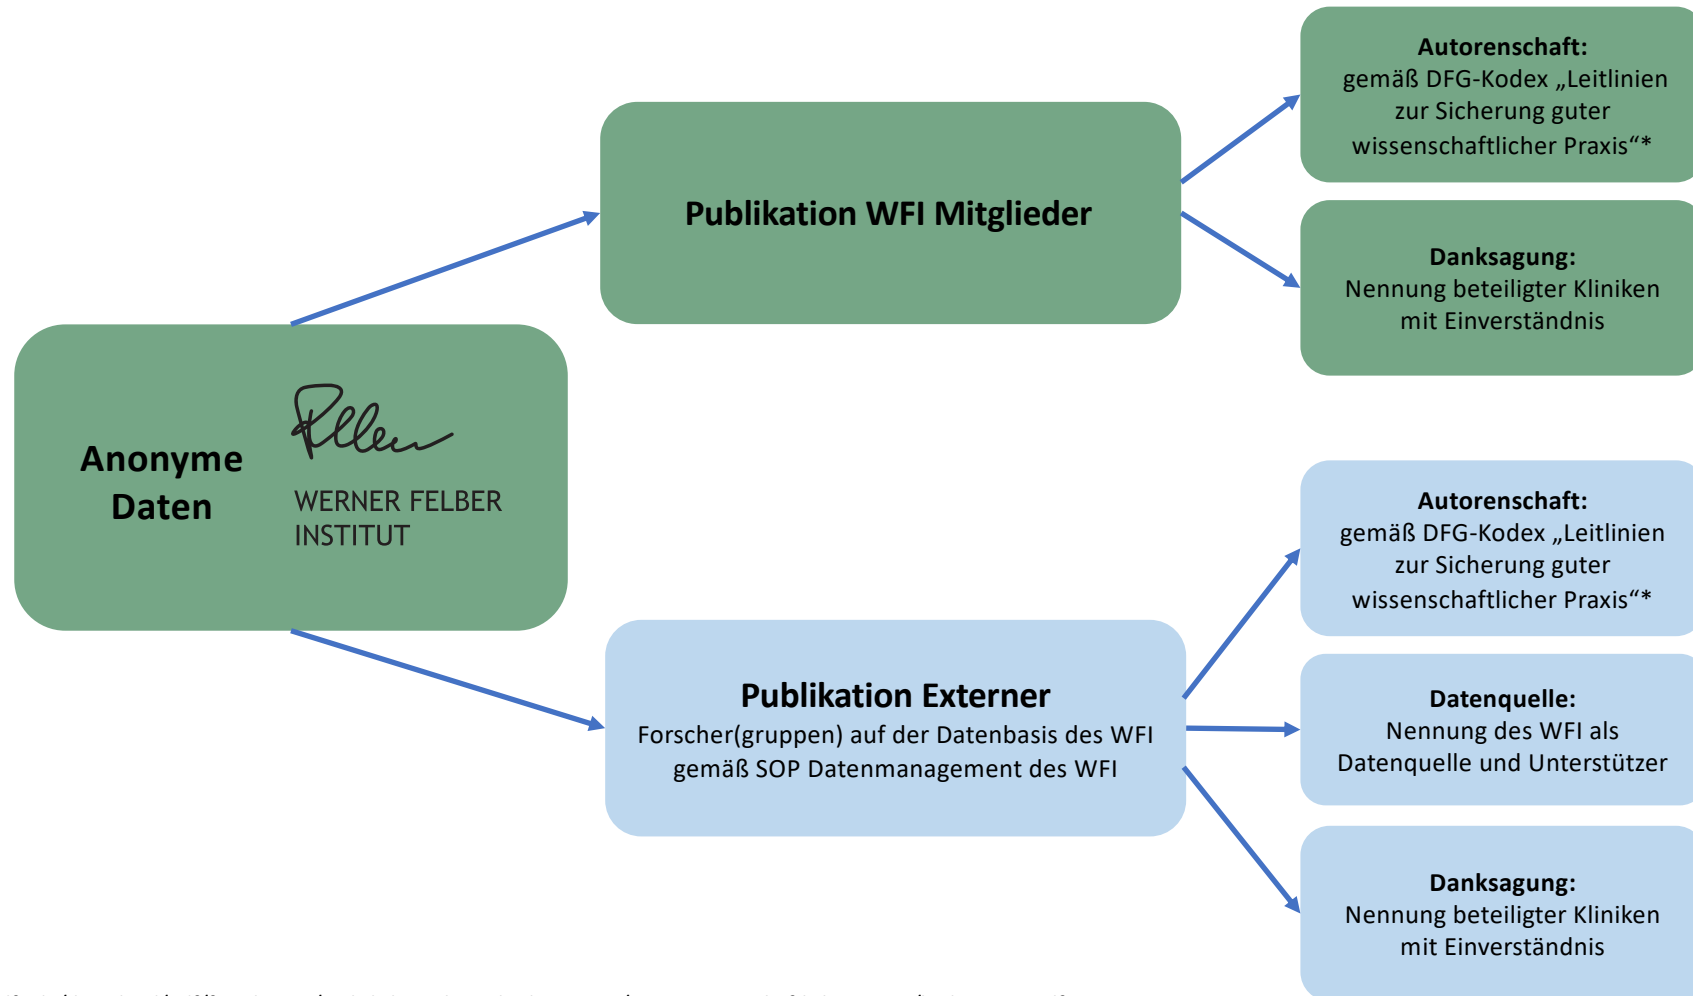 Anonyme
Daten
WERNER FELBER
INSTITUT
Publikation WFI Mitglieder
Autorenschaft:
gemäß DFG-Kodex „Leitlinien
zur Sicherung guter
wissenschaftlicher Praxis“*
Danksagung:
Nennung beteiligter Kliniken
mit Einverständnis
Publikation Externer
Forscher(gruppen) auf der Datenbasis des WFI
gemäß SOP Datenmanagement des WFI
Autorenschaft:
gemäß DFG-Kodex „Leitlinien
zur Sicherung guter
wissenschaftlicher Praxis“*
Datenquelle:
Nennung des WFI als
Datenquelle und Unterstützer
Danksagung:
Nennung beteiligter Kliniken
mit Einverständnis